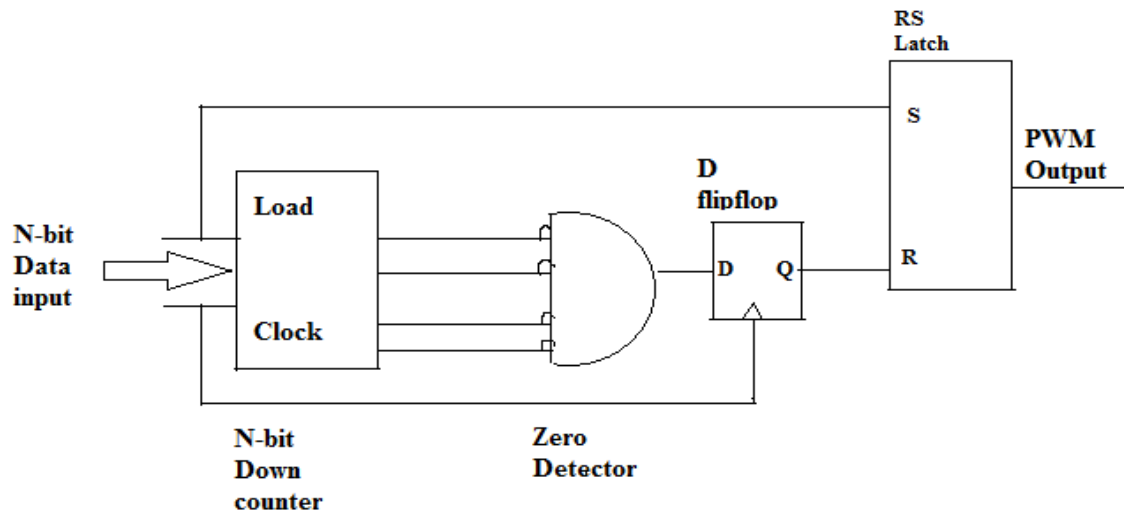 RS
Latch
S
PWM
Output
D
flipflop
Load
N-bit
Data
input
D
Q
R
Clock
N-bit
Down
counter
Zero
Detector